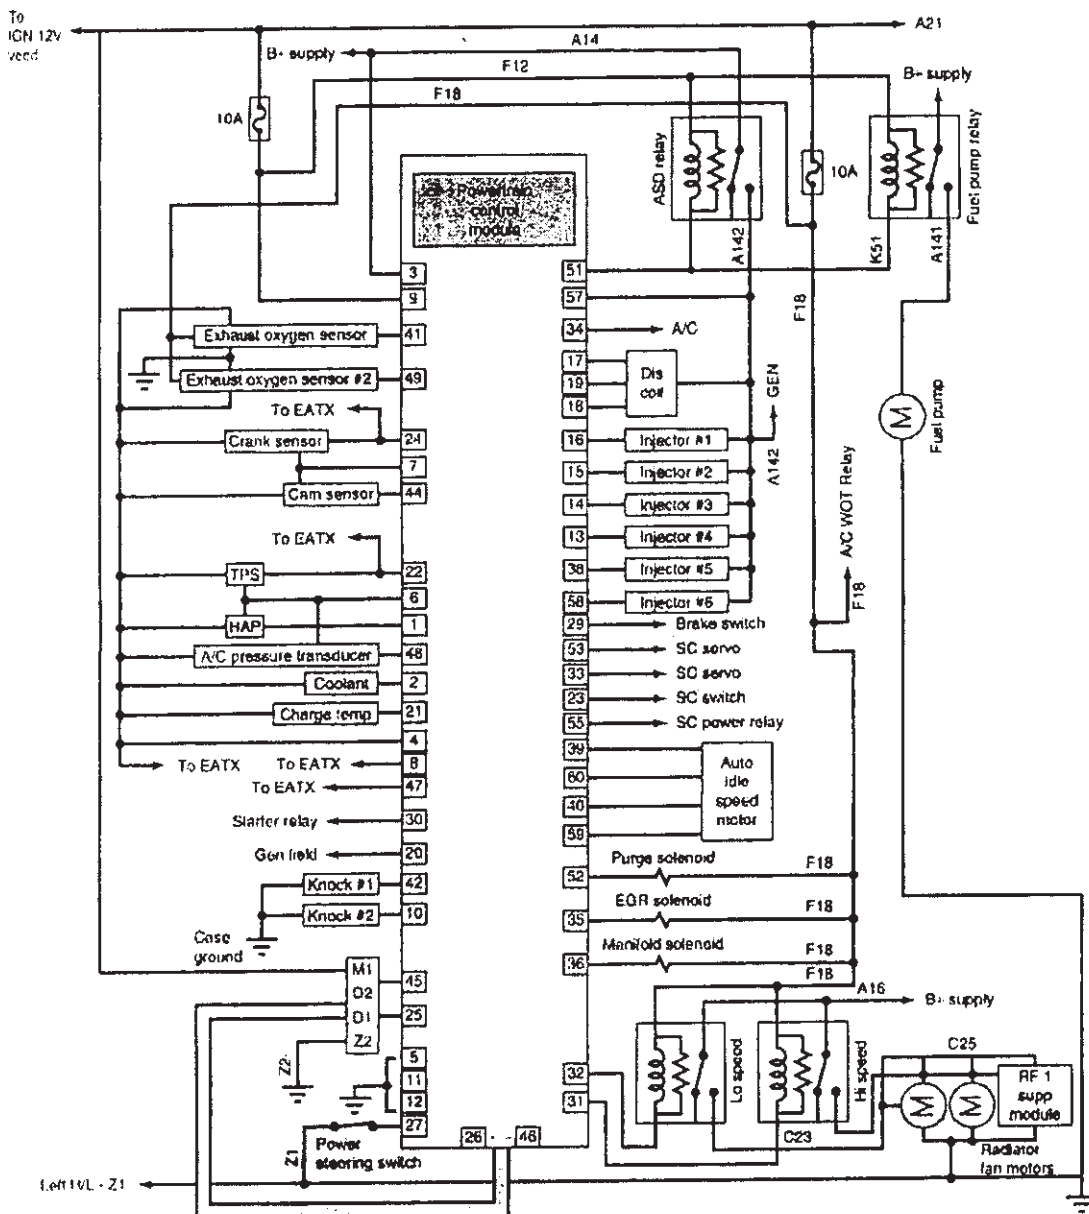 To
IGN 12V
A21
B+ supply
A14
F12
F18
B+ supply
10A
ASD relay
10A
Fuel pump relay
Powertrain
control
module
A142
K51
A141
3
51
9
57
F18
Exhaust oxygen sensor
41
34
A/C
17
Dis
coil
GEN
Exhaust oxygen sensor #2
49
19
18
To EATX
Crank sensor
24
16
Injector #1
A142
Fuel pump
M
7
15
Injector #2
Cam sensor
44
14
Injector #3
To EATX
13
Injector #4
A/C WOT Relay
TPS
22
38
Injector #5
6
58
Injector #6
F18
1
29
Brake switch
A/C pressure transducer
48
53
SC servo
Coolant
2
33
SC servo
Charge temp
21
23
SC switch
4
55
SC power relay
To EATX
To EATX
8
39
Auto
idle
speed
motor
To EATX
47
60
Starter relay
30
40
Gen field
20
59
Knock #1
42
Purge solenoid
52
F18
Knock #2
10
EGR solenoid
35
F18
Case
ground
Manifold solenoid
36
F18
F18
M1
45
A16
B+ supply
Z2
25
C25
Z2
5
11
12
32
31
Lo speed
Hi speed
M
M
RF 1
supp
module
27
26
46
C23
Power
steering switch
Z1
Radiator
fan motors